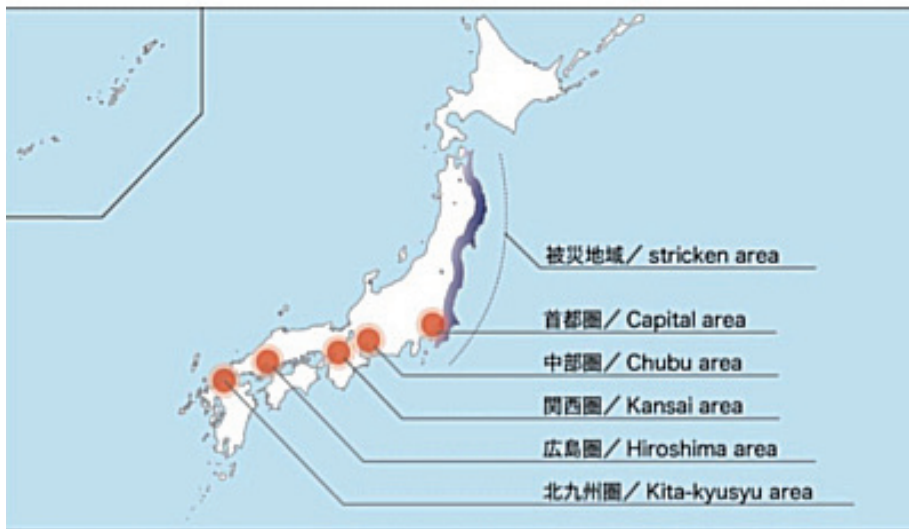 被災地域／stricken area
首都圏／Capital area
中部圏／Chubu area
関西圏／Kansai area
広島圏／Hiroshima area
北九州圏／Kita-kyusyu area